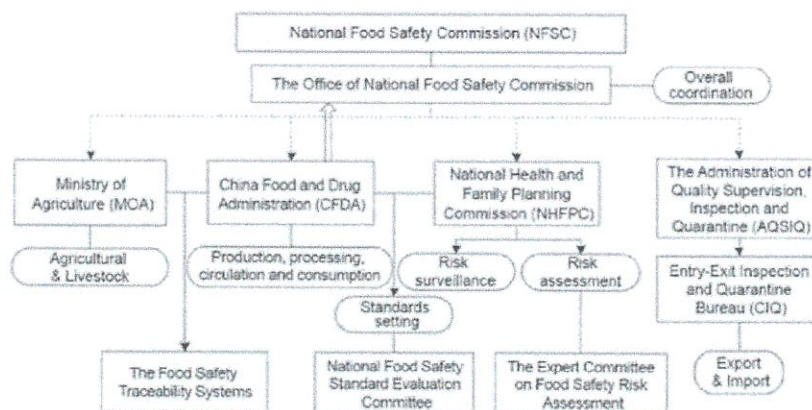 National Food Safety Commission (NFSC)
The Office of National Food Safety Commission
Overall
coordination
Ministry of
Agriculture (MCA)
China Food and Drug
Administration (CFDA)
National Health and
Family Planning
Commission (NHFPC)
The Administration of
Quality Supervision,
Inspection and
Quarantine (AQSIQ)
Agricultural
& Livestock
Production, processing,
circulation and consumption
Risk
surveillance
Risk
assessment
Entry-Exit Inspection
and Quarantine
Bureau (CIQ)
Standards
setting
The Food Safety
Traceability Systems
National Food Safety
Standard Evaluation
Committee
The Expert Committee
on Food Safety Risk
Assessment
Export
& Import